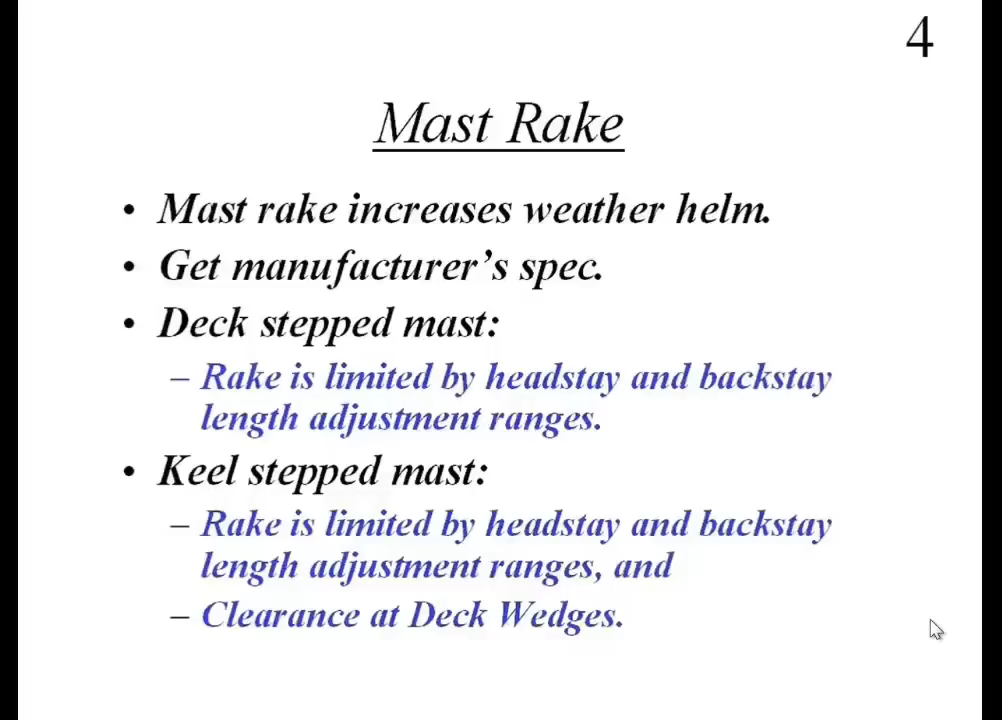 4
Mast Rake
• Mast rake increases weather helm.
• Get manufacturer’s spec.
• Deck stepped mast:
– Rake is limited by headstay and backstay
length adjustment ranges.
• Keel stepped mast:
– Rake is limited by headstay and backstay
length adjustment ranges, and
– Clearance at Deck Wedges.